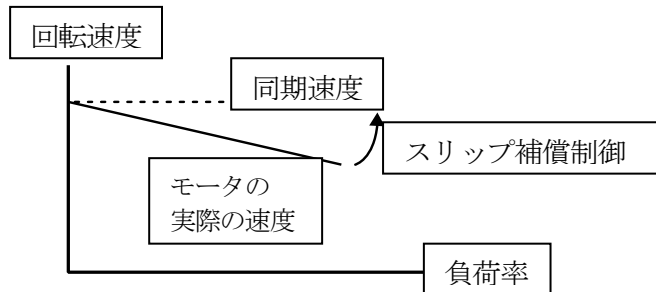 回転速度
同期速度
スリップ補償制御
モータの
実際の速度
負荷率